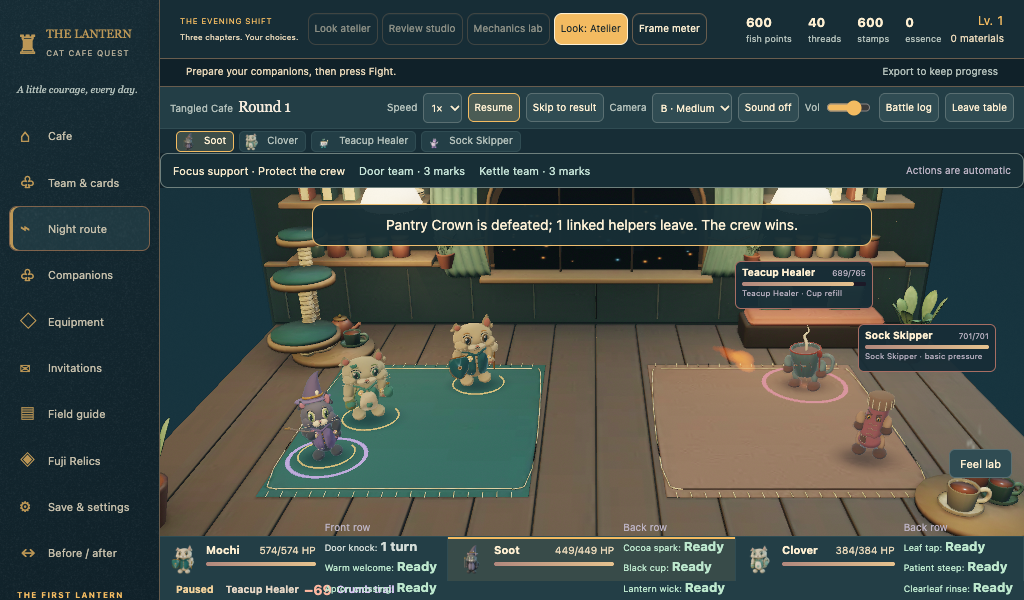 THE LANTERN
CAT CAFE QUEST
A little courage, every day.
Cafe
Team & cards
Night route
Companions
Equipment
Invitations
Field guide
Fuji Relics
Save & settings
Before / after
THE FIRST LANTERN
THE EVENING SHIFT
Three chapters. Your choices.
Look atelier
Review studio
Mechanics lab
Look: Atelier
Frame meter
600
fish points
40
threads
600
stamps
0
essence
Lv. 1
0 materials
Prepare your companions, then press Fight.
Export to keep progress
Tangled Cafe Round 1
Speed
1x
Resume
Skip to result
Camera
B · Medium
Sound off
Vol
Battle log
Leave table
Soot
Clover
Teacup Healer
Sock Skipper
Focus support · Protect the crew
Door team · 3 marks
Kettle team · 3 marks
Actions are automatic
Pantry Crown is defeated; 1 linked helpers leave. The crew wins.
Teacup Healer 689/765
Teacup Healer · Cup refill
Sock Skipper 701/701
Sock Skipper · basic pressure
Feel lab
Front row
Mochi 574/574 HP
Door knock: 1 turn
Warm welcome: Ready
Ready
Back row
Soot 449/449 HP
Cocoa spark: Ready
Black cup: Ready
Lantern wick: Ready
Back row
Clover 384/384 HP
Leaf tap: Ready
Patient steep: Ready
Clearleaf rinse: Ready
Paused
Teacup Healer −69 Crumb trail